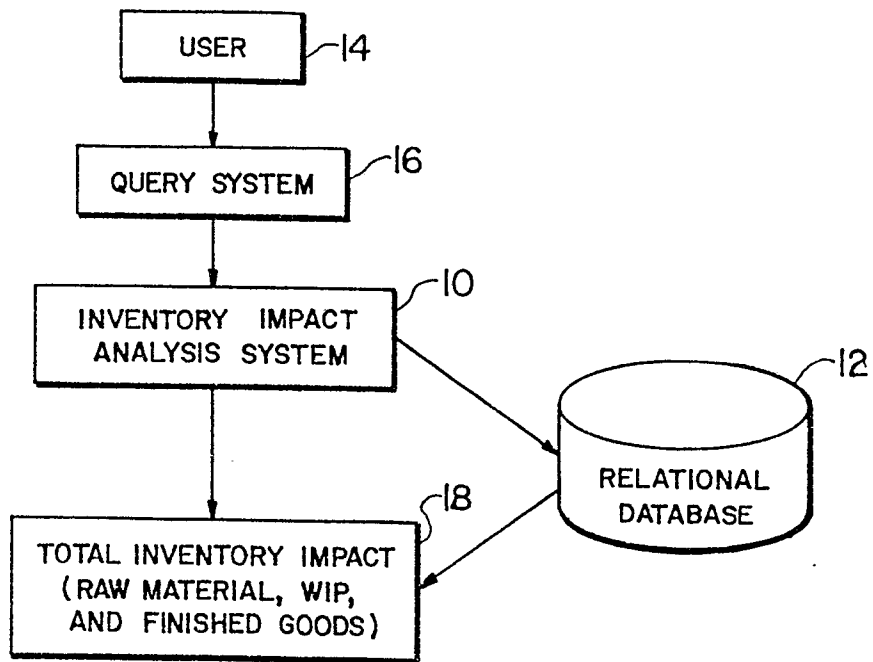 USER
14
QUERY SYSTEM
16
INVENTORY IMPACT
ANALYSIS SYSTEM
10
RELATIONAL
DATABASE
12
TOTAL INVENTORY IMPACT
(RAW MATERIAL, WIP,
AND FINISHED GOODS)
18